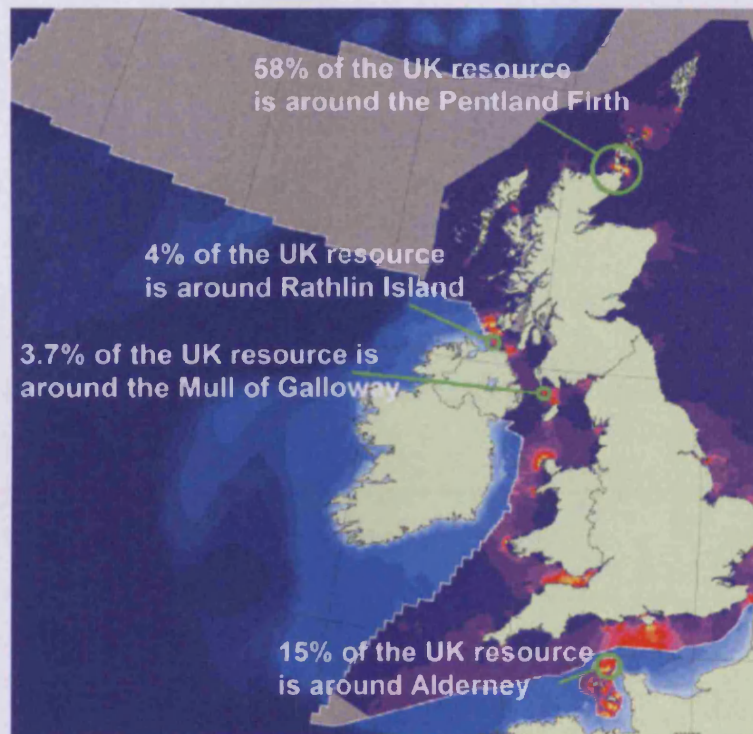 58% of the UK resource
is around the Pentland Firth
4% of the UK resource
is around Rathlin Island
3.7% of the UK resource is
around the Mull of Galloway
15% of the UK resource
is around Alderney